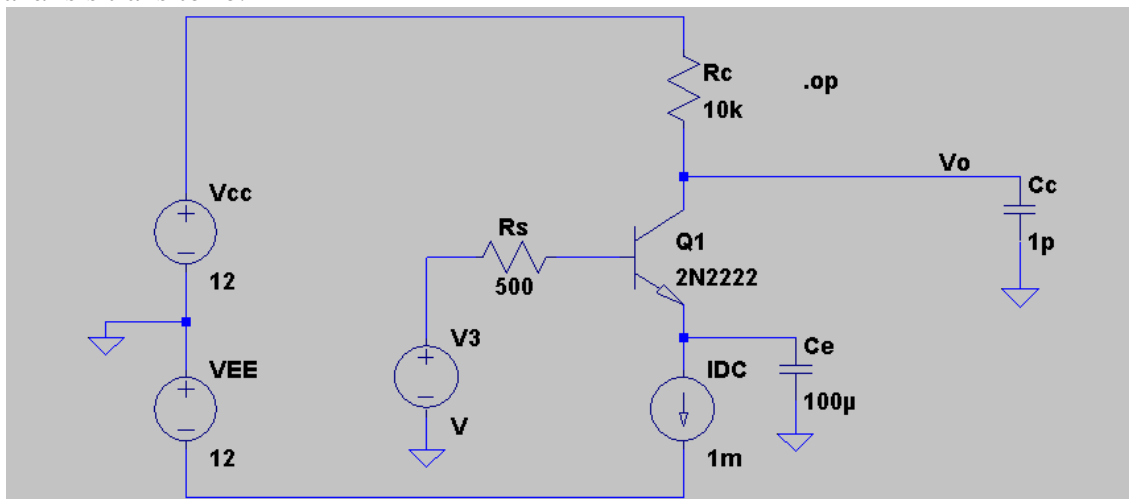 Rc
10k
.op
Vcc
12
Vo
Cc
1p
Rs
500
Q1
2N2222
V3
V
VEE
12
IDC
1m
Ce
100µ